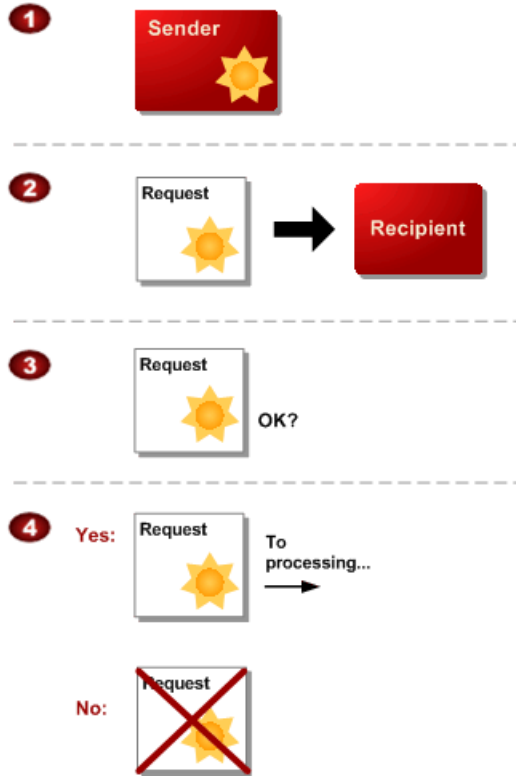 1
Sender
2
Request
Recipient
3
Request
OK?
4
Yes:
Request
To
processing...
No:
Request